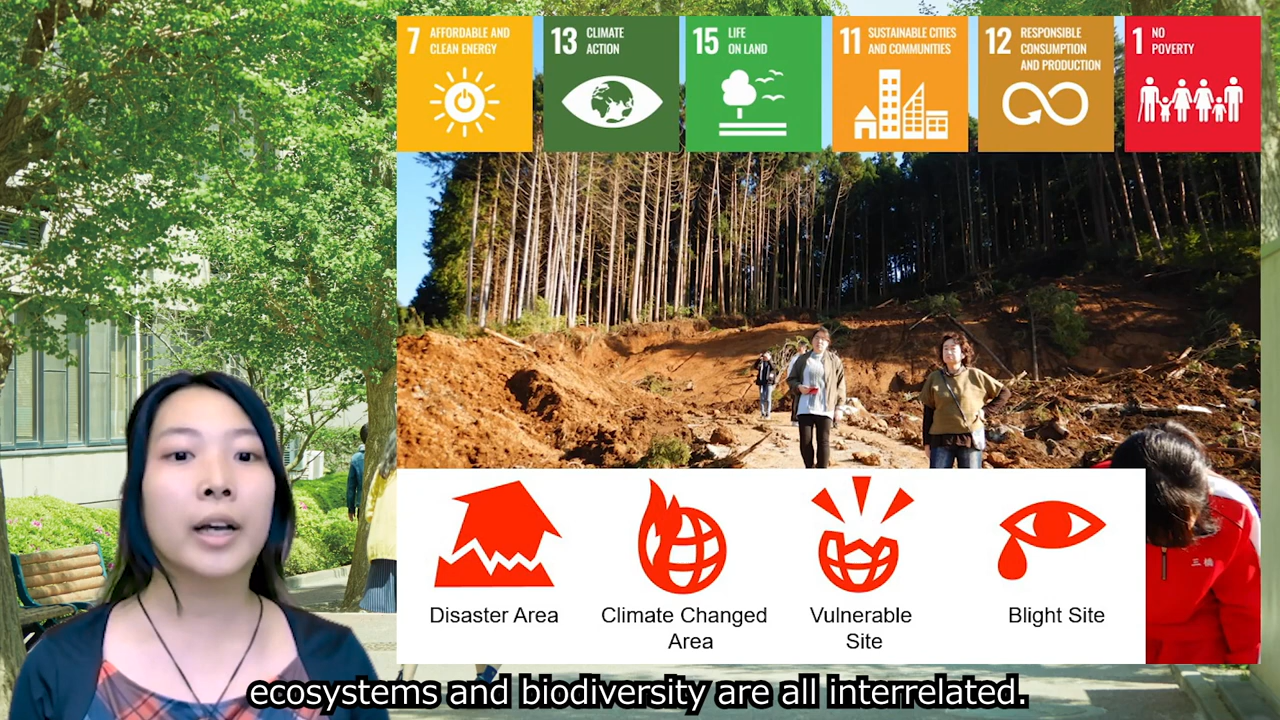 7 AFFORDABLE AND
CLEAN ENERGY
13 CLIMATE
ACTION
15 LIFE
ON LAND
11 SUSTAINABLE CITIES
AND COMMUNITIES
12 RESPONSIBLE
CONSUMPTION
AND PRODUCTION
1 NO
POVERTY
三橋
Disaster Area
Climate Changed
Area
Vulnerable
Site
Blight Site
ecosystems and biodiversity are all interrelated.